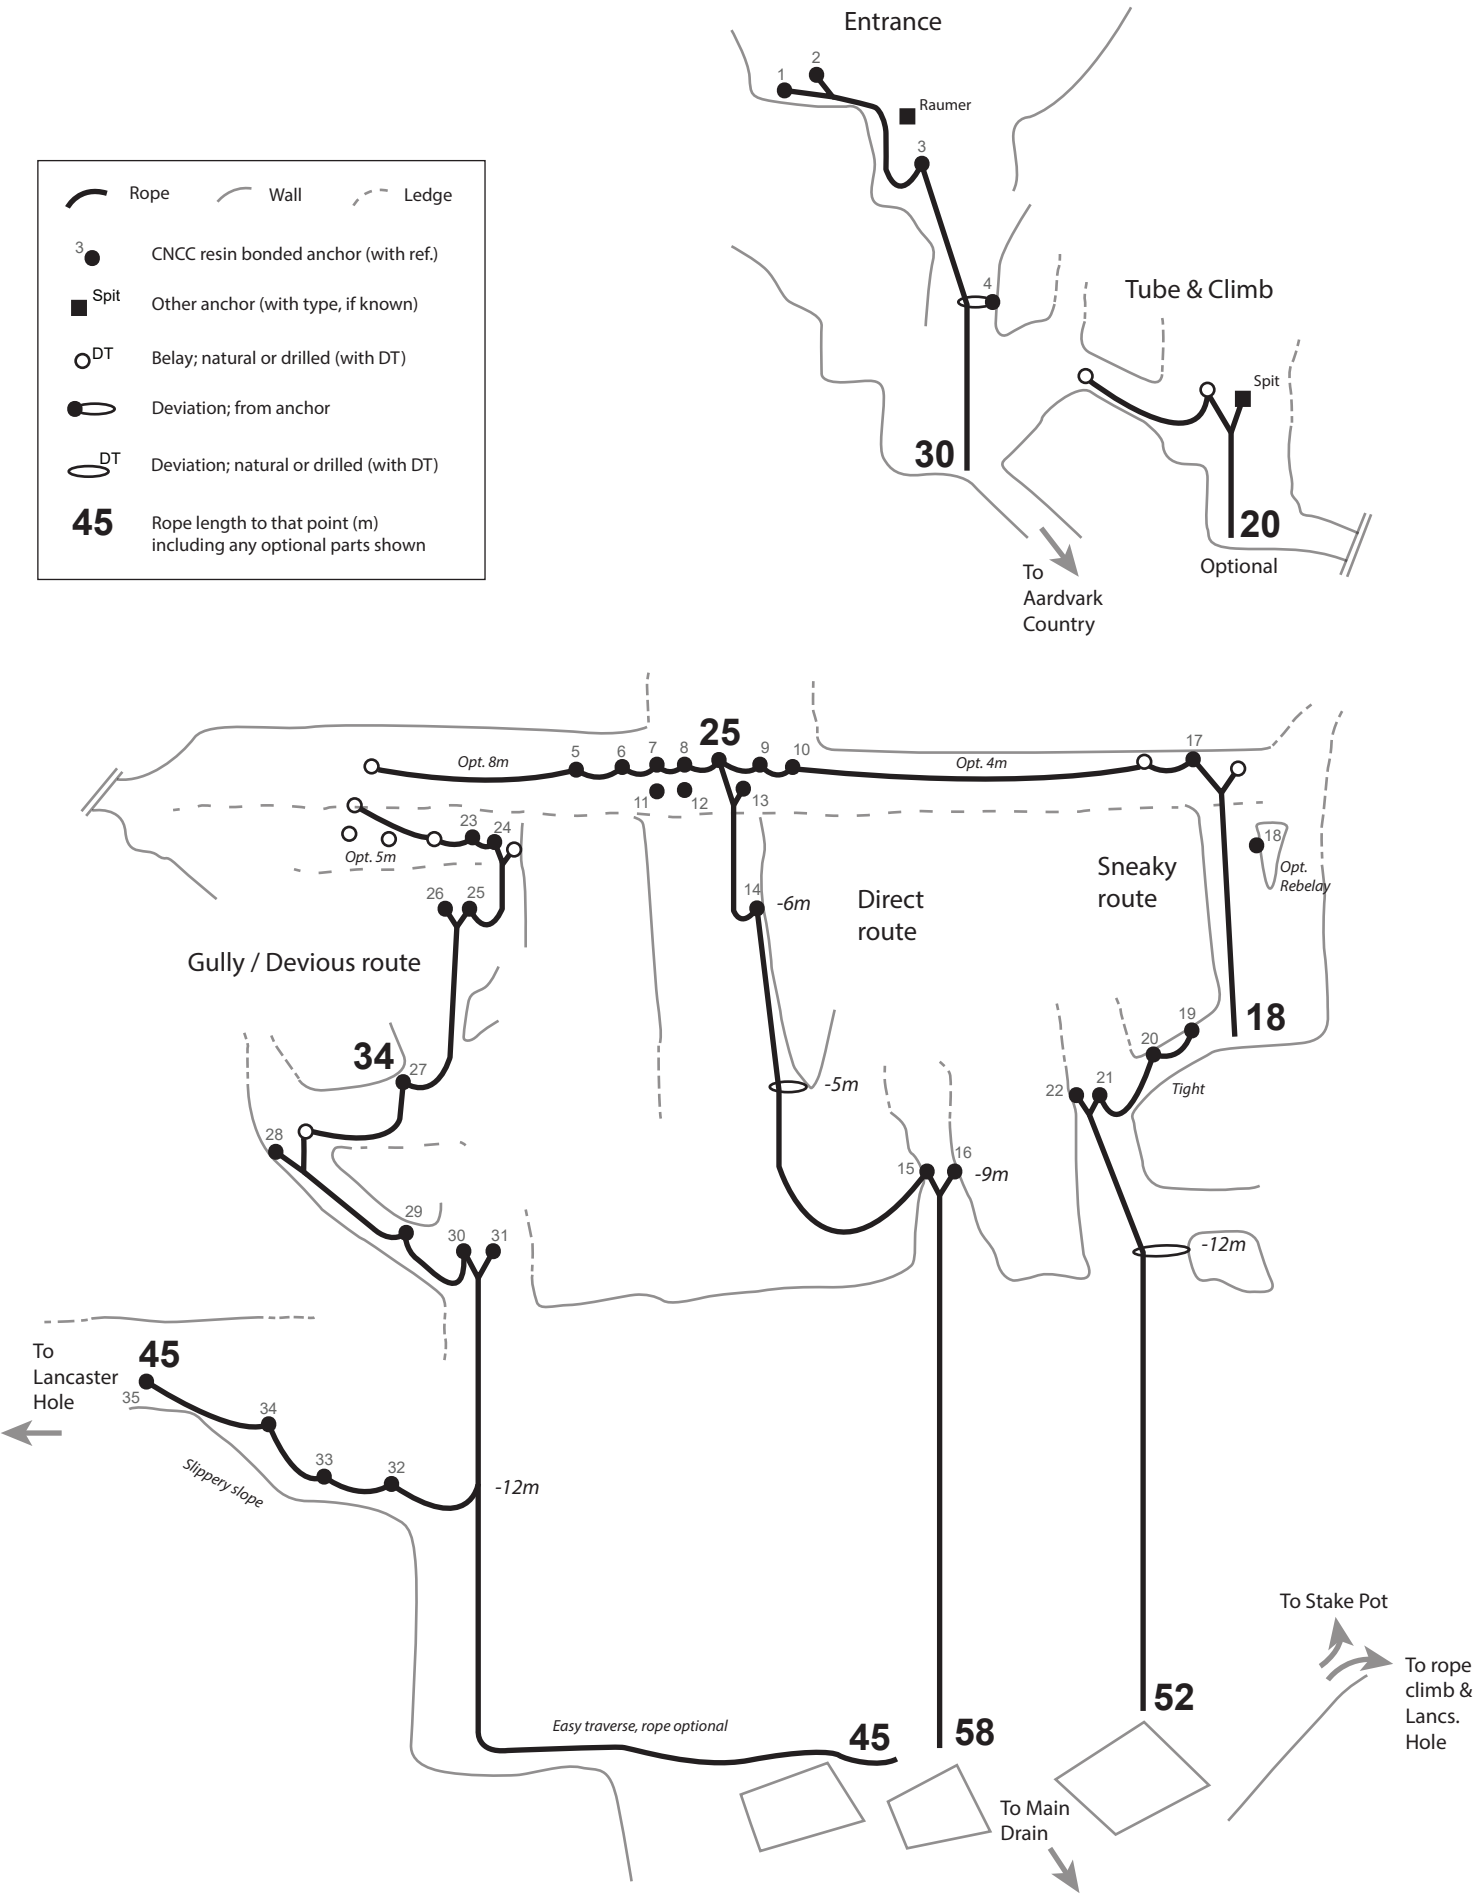 Entrance
1
2
Raumer
3
4
30
To
Aardvark
Country
Tube & Climb
Spit
20
Optional
Rope
Wall
Ledge
3
CNCC resin bonded anchor (with ref.)
Spit
Other anchor (with type, if known)
DT
Belay; natural or drilled (with DT)
Deviation; from anchor
DT
Deviation; natural or drilled (with DT)
45
Rope length to that point (m)
including any optional parts shown
Opt. 8m
5
6
7
8
25
9
10
Opt. 4m
17
11
12
13
23
24
Opt. 5m
18
Opt.
Rebelay
26
25
14
-6m
Direct
route
Sneaky
route
Gully / Devious route
34
27
-5m
18
19
20
Tight
22
21
28
15
16
-9m
29
30
31
-12m
To
Lancaster
Hole
45
35
34
33
32
Slippery slope
-12m
To Stake Pot
To rope
climb &
Lancs.
Hole
52
Easy traverse, rope optional
45
58
To Main
Drain